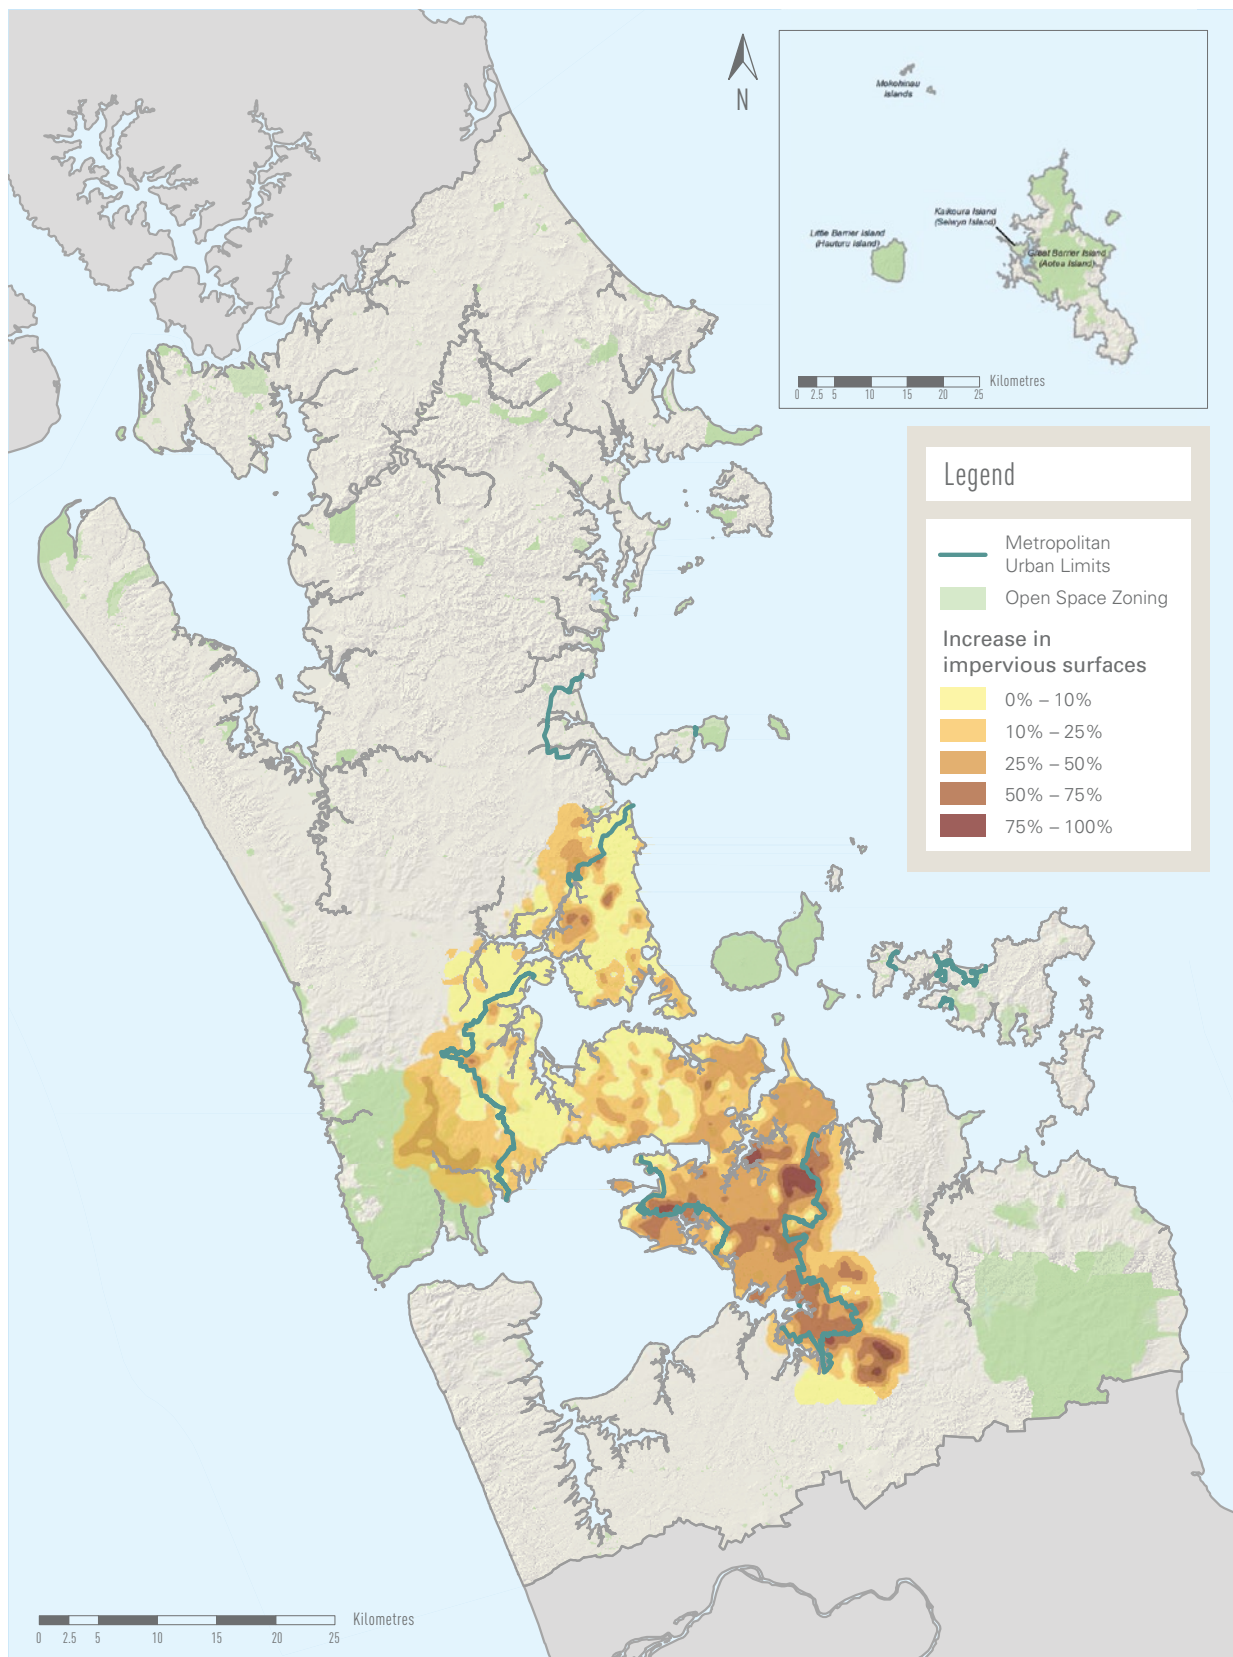 N
Mokohinau
Islands
Kaikoura Island
(Selwyn Island)
Little Barrier Island
(Hauturu Island)
Great Barrier Island
(Aotea Island)
Kilometres
0 2.5 5 10 15 20 25
Legend
Metropolitan
Urban Limits
Open Space Zoning
Increase in
impervious surfaces
0% – 10%
10% – 25%
25% – 50%
50% – 75%
75% – 100%
Kilometres
0 2.5 5 10 15 20 25